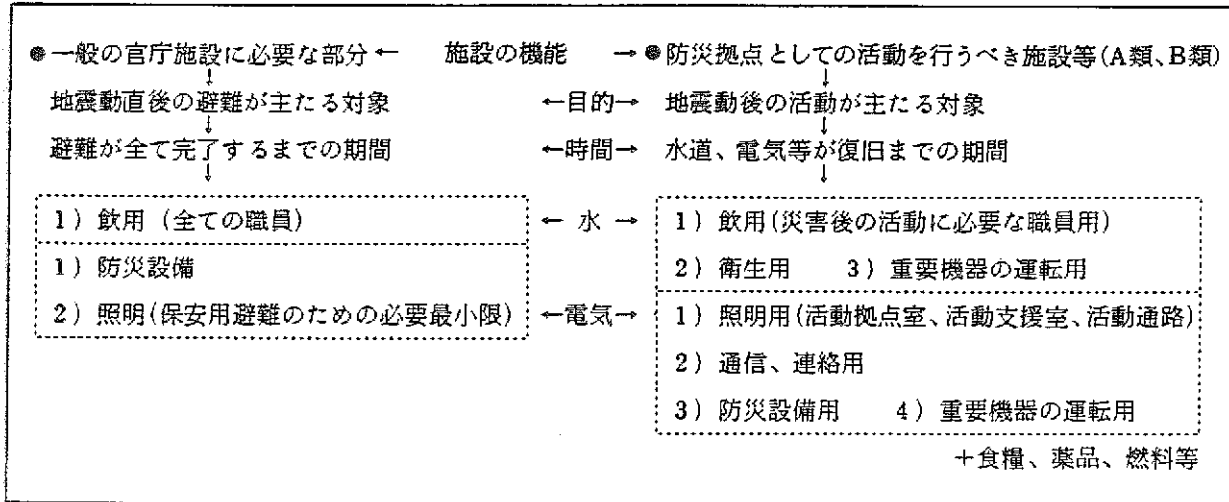 ●一般の官庁施設に必要な部分← 施設の機能 →●防災拠点としての活動を行うべき施設等(A類、B類)
↓ ↓
地震動直後の避難が主たる対象 ←目的→ 地震動後の活動が主たる対象
↓ ↓
避難が全て完了するまでの期間 ←時間→ 水道、電気等が復旧までの期間
↓ ↓
1）飲用（全ての職員） ← 水 → 1）飲用(災害後の活動に必要な職員用)
1）防災設備 2）衛生用 3）重要機器の運転用
2）照明(保安用避難のための必要最小限) ←電気→ 1）照明用(活動拠点室、活動支援室、活動通路)
2）通信、連絡用
3）防災設備用 4）重要機器の運転用
＋食糧、薬品、燃料等